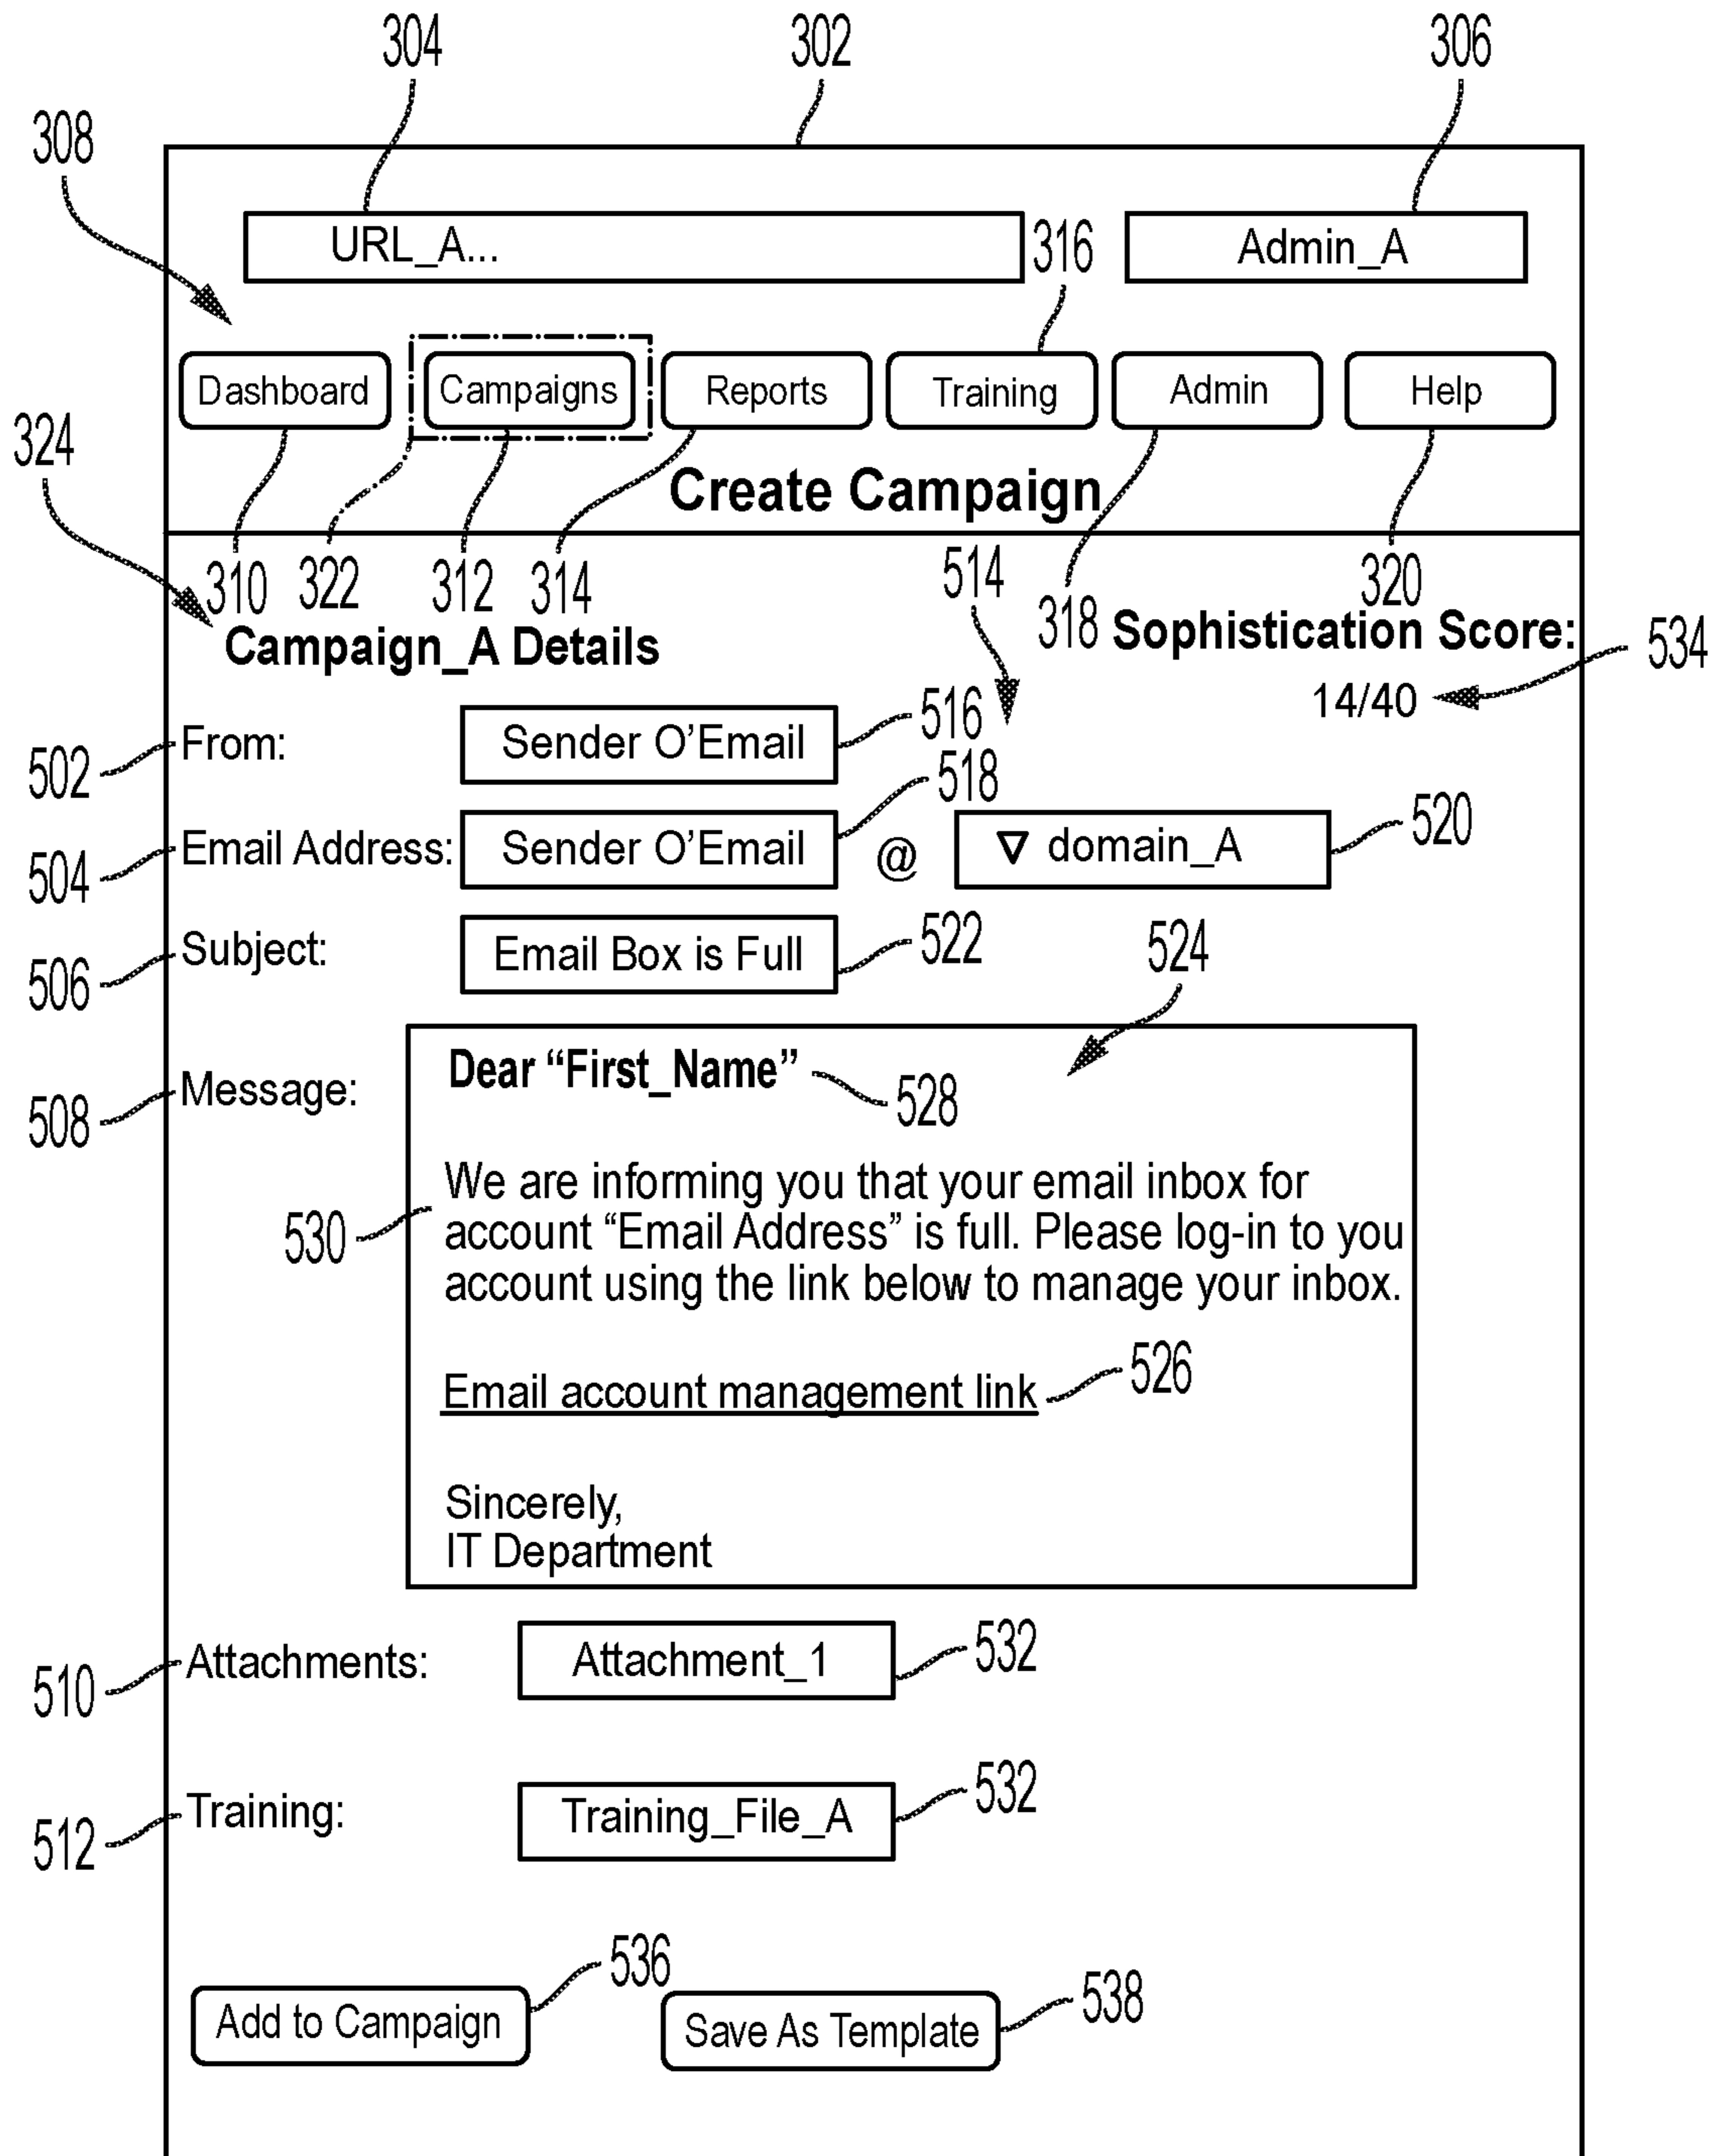 304 302 306
308
URL_A... 316 Admin_A
Dashboard Campaigns Reports Training Admin Help
324
Create Campaign
310 322 312 314 514 318 320
Campaign_A Details Sophistication Score:
14/40 534
502 From: Sender O’Email 516
518
504 Email Address: Sender O’Email @ ∇ domain_A 520
506 Subject: Email Box is Full 522
524
508 Message: Dear “First_Name” 528
530 We are informing you that your email inbox for
account “Email Address” is full. Please log-in to you
account using the link below to manage your inbox.
Email account management link 526
Sincerely,
IT Department
510 Attachments: Attachment_1 532
512 Training: Training_File_A 532
536
Add to Campaign Save As Template 538